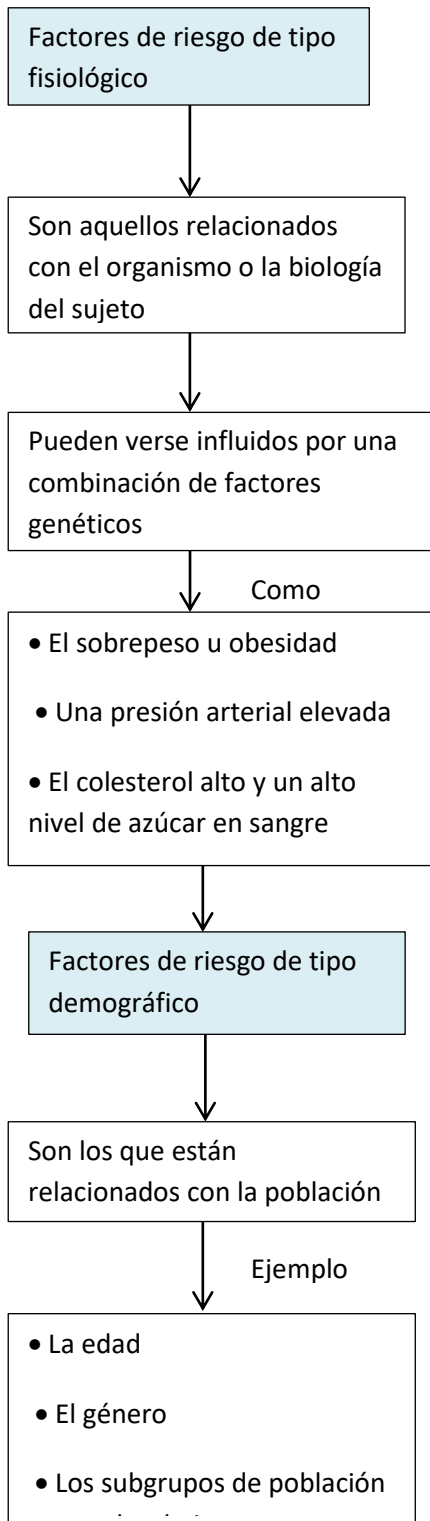 Factores de riesgo de tipo
fisiológico
Son aquellos relacionados
con el organismo o la biología
del sujeto
Pueden verse influidos por una
combinación de factores
genéticos
Como
• El sobrepeso u obesidad
• Una presión arterial elevada
• El colesterol alto y un alto
nivel de azúcar en sangre
Factores de riesgo de tipo
demográfico
Son los que están
relacionados con la población
Ejemplo
• La edad
• El género
• Los subgrupos de población